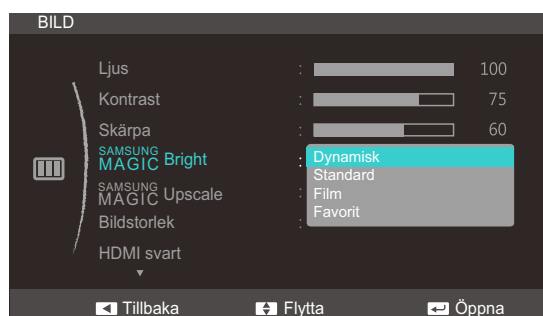 BILD
Ljus : 100
Kontrast : 75
Skärpa : 60
SAMSUNG MAGIC Bright : Dynamisk
Standard
SAMSUNG MAGIC Upscale : Film
Favorit
Bildstorlek :
HDMI svart
Tillbaka Flytta Öppna